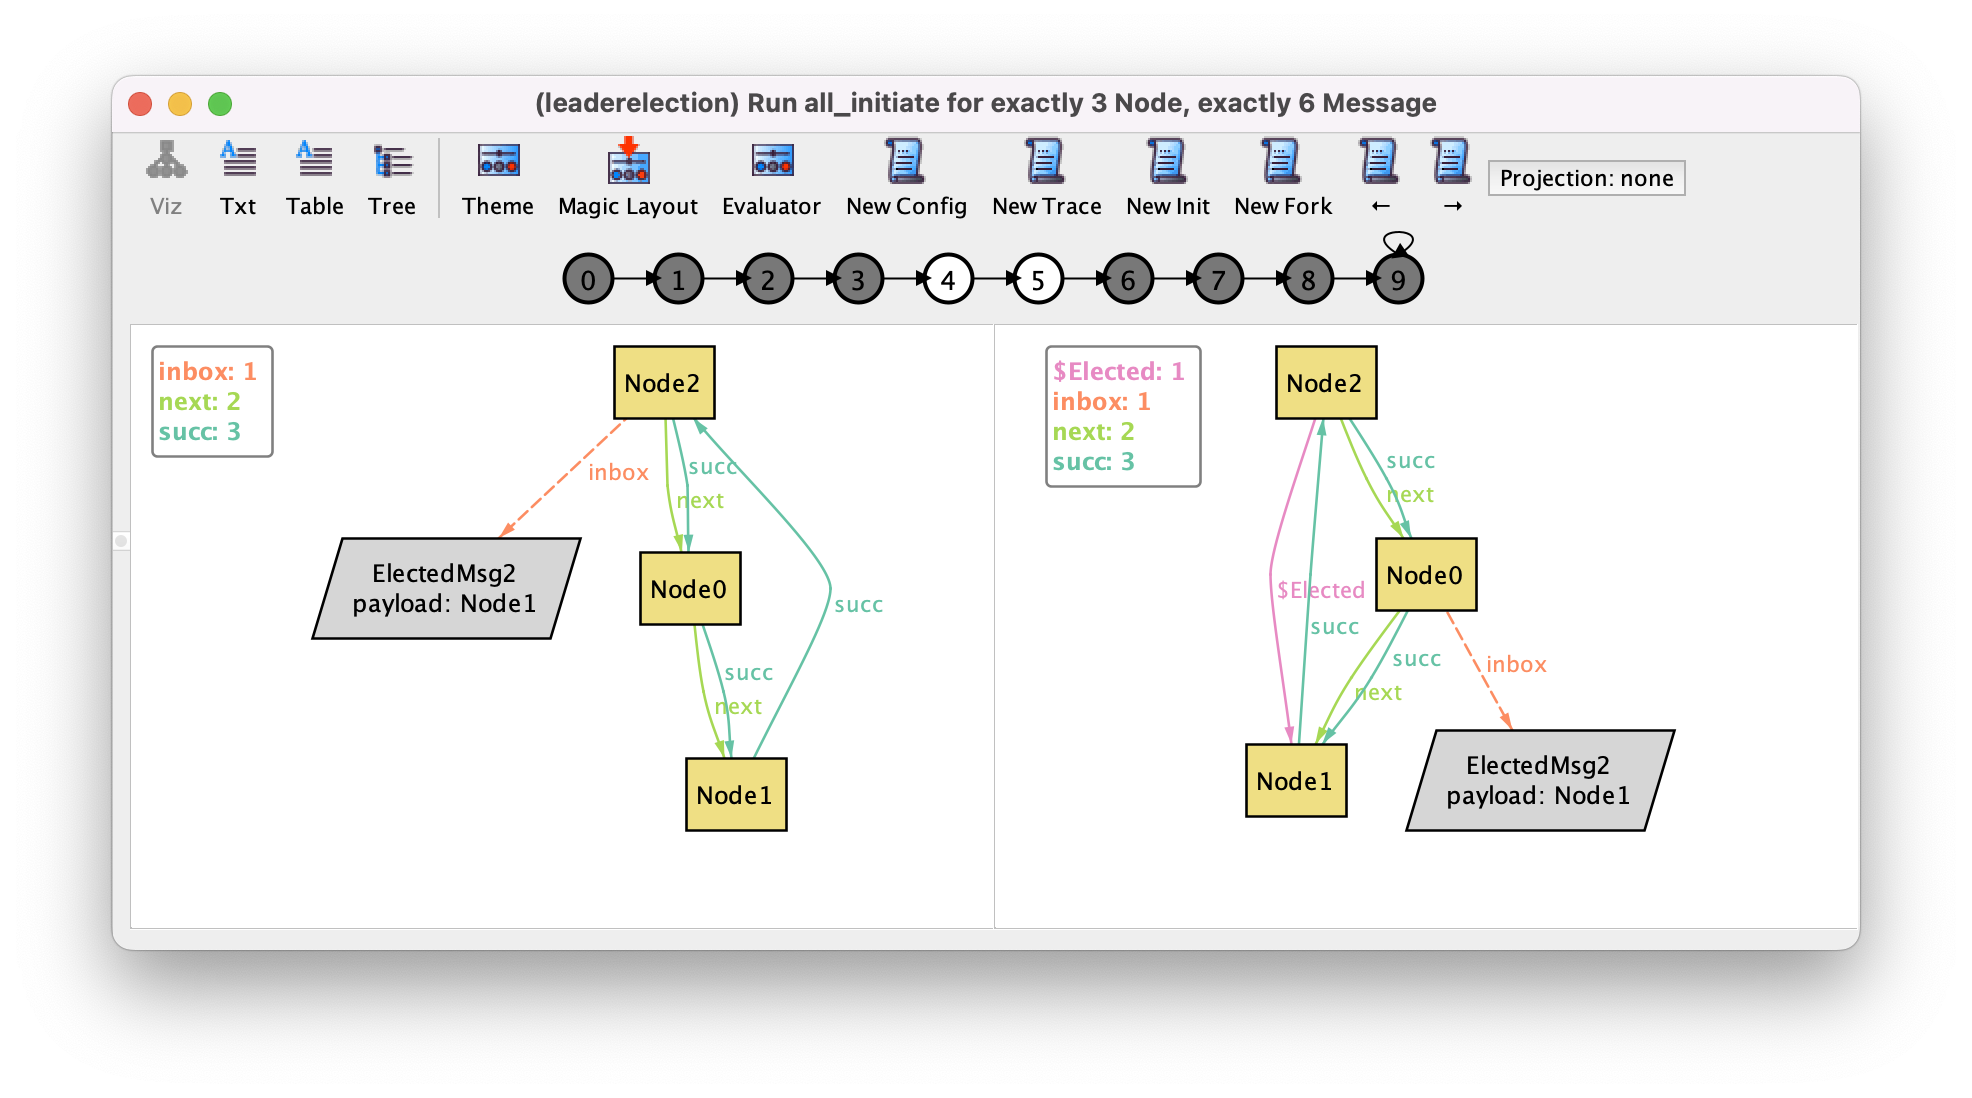 (leaderelection) Run all_initiate for exactly 3 Node, exactly 6 Message
Viz Txt Table Tree Theme Magic Layout Evaluator New Config New Trace New Init New Fork ← → Projection: none
0 1 2 3 4 5 6 7 8 9
inbox: 1
next: 2
succ: 3
Node2
succ
inbox
next
ElectedMsg2
payload: Node1
Node0
succ
succ
next
Node1
$Elected: 1
inbox: 1
next: 2
succ: 3
Node2
succ
next
Node0
$Elected
succ
succ
inbox
next
Node1
ElectedMsg2
payload: Node1